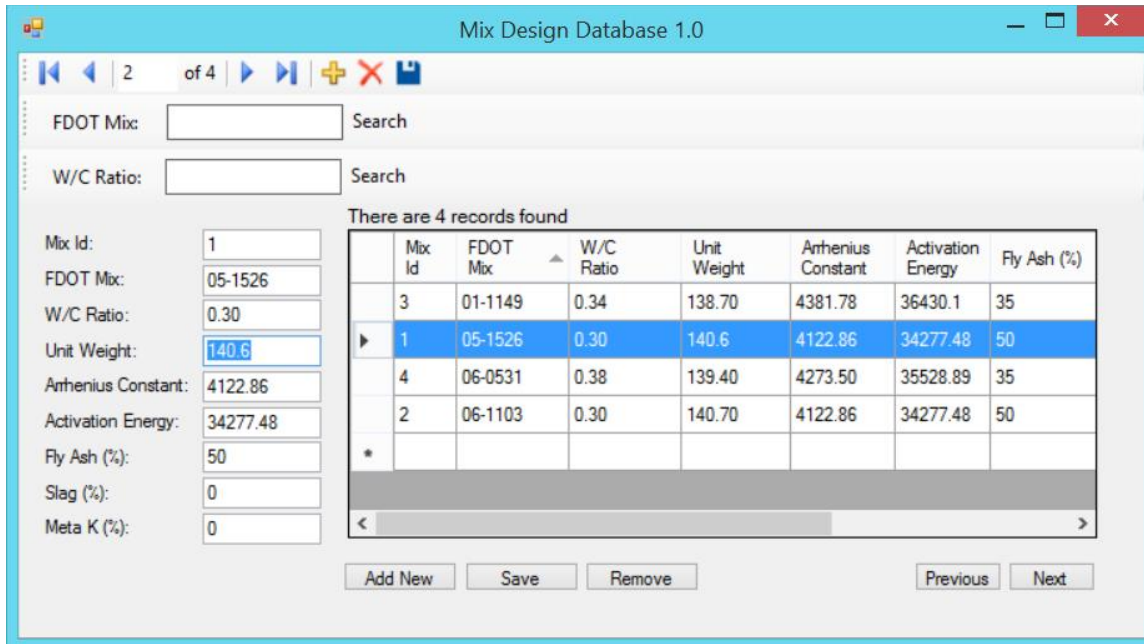 Mix Design Database 1.0
2 of 4
FDOT Mix: Search
W/C Ratio: Search
There are 4 records found
Mix Id: 1
FDOT Mix: 05-1526
W/C Ratio: 0.30
Unit Weight: 140.6
Arrhenius Constant: 4122.86
Activation Energy: 34277.48
Fly Ash (%): 50
Slag (%): 0
Meta K (%): 0
Mix Id FDOT Mix W/C Ratio Unit Weight Arrhenius Constant Activation Energy Fly Ash (%)
3 01-1149 0.34 138.70 4381.78 36430.1 35
1 05-1526 0.30 140.6 4122.86 34277.48 50
4 06-0531 0.38 139.40 4273.50 35528.89 35
2 06-1103 0.30 140.70 4122.86 34277.48 50
Add New Save Remove Previous Next